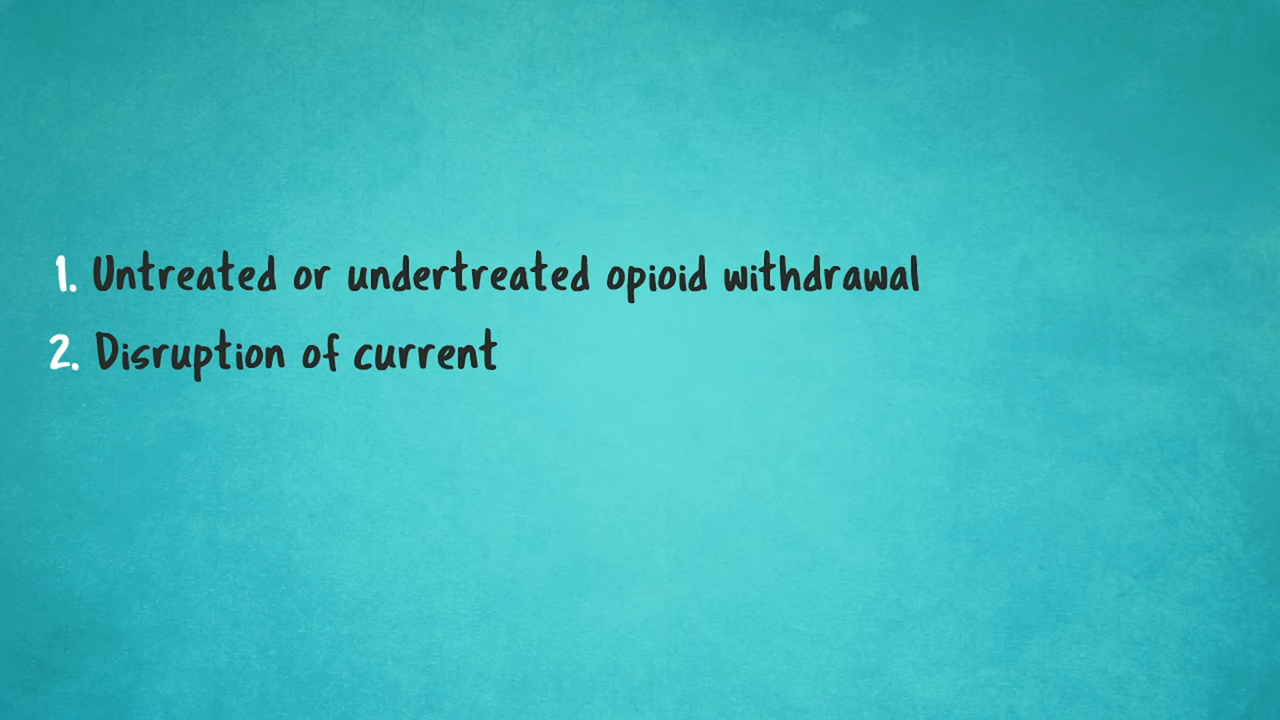 1. Untreated or undertreated opioid withdrawal
2. Disruption of current